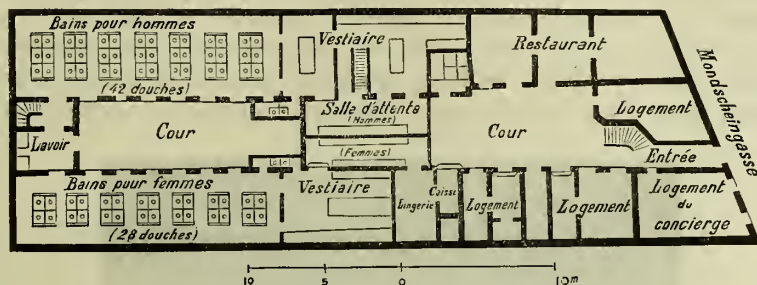 Bains pour hommes
(42 douches)
Vestiaire
Restaurant
Mondscheingasse
Salle d'attente
(Hommes)
Logement
Lavoir
Cour
Cour
(Femmes)
Entrée
Bains pour femmes
(28 douches)
Vestiaire
Lingerie
Caisse
Logement
Logement
Logement
du
concierge
10 5 0 10m